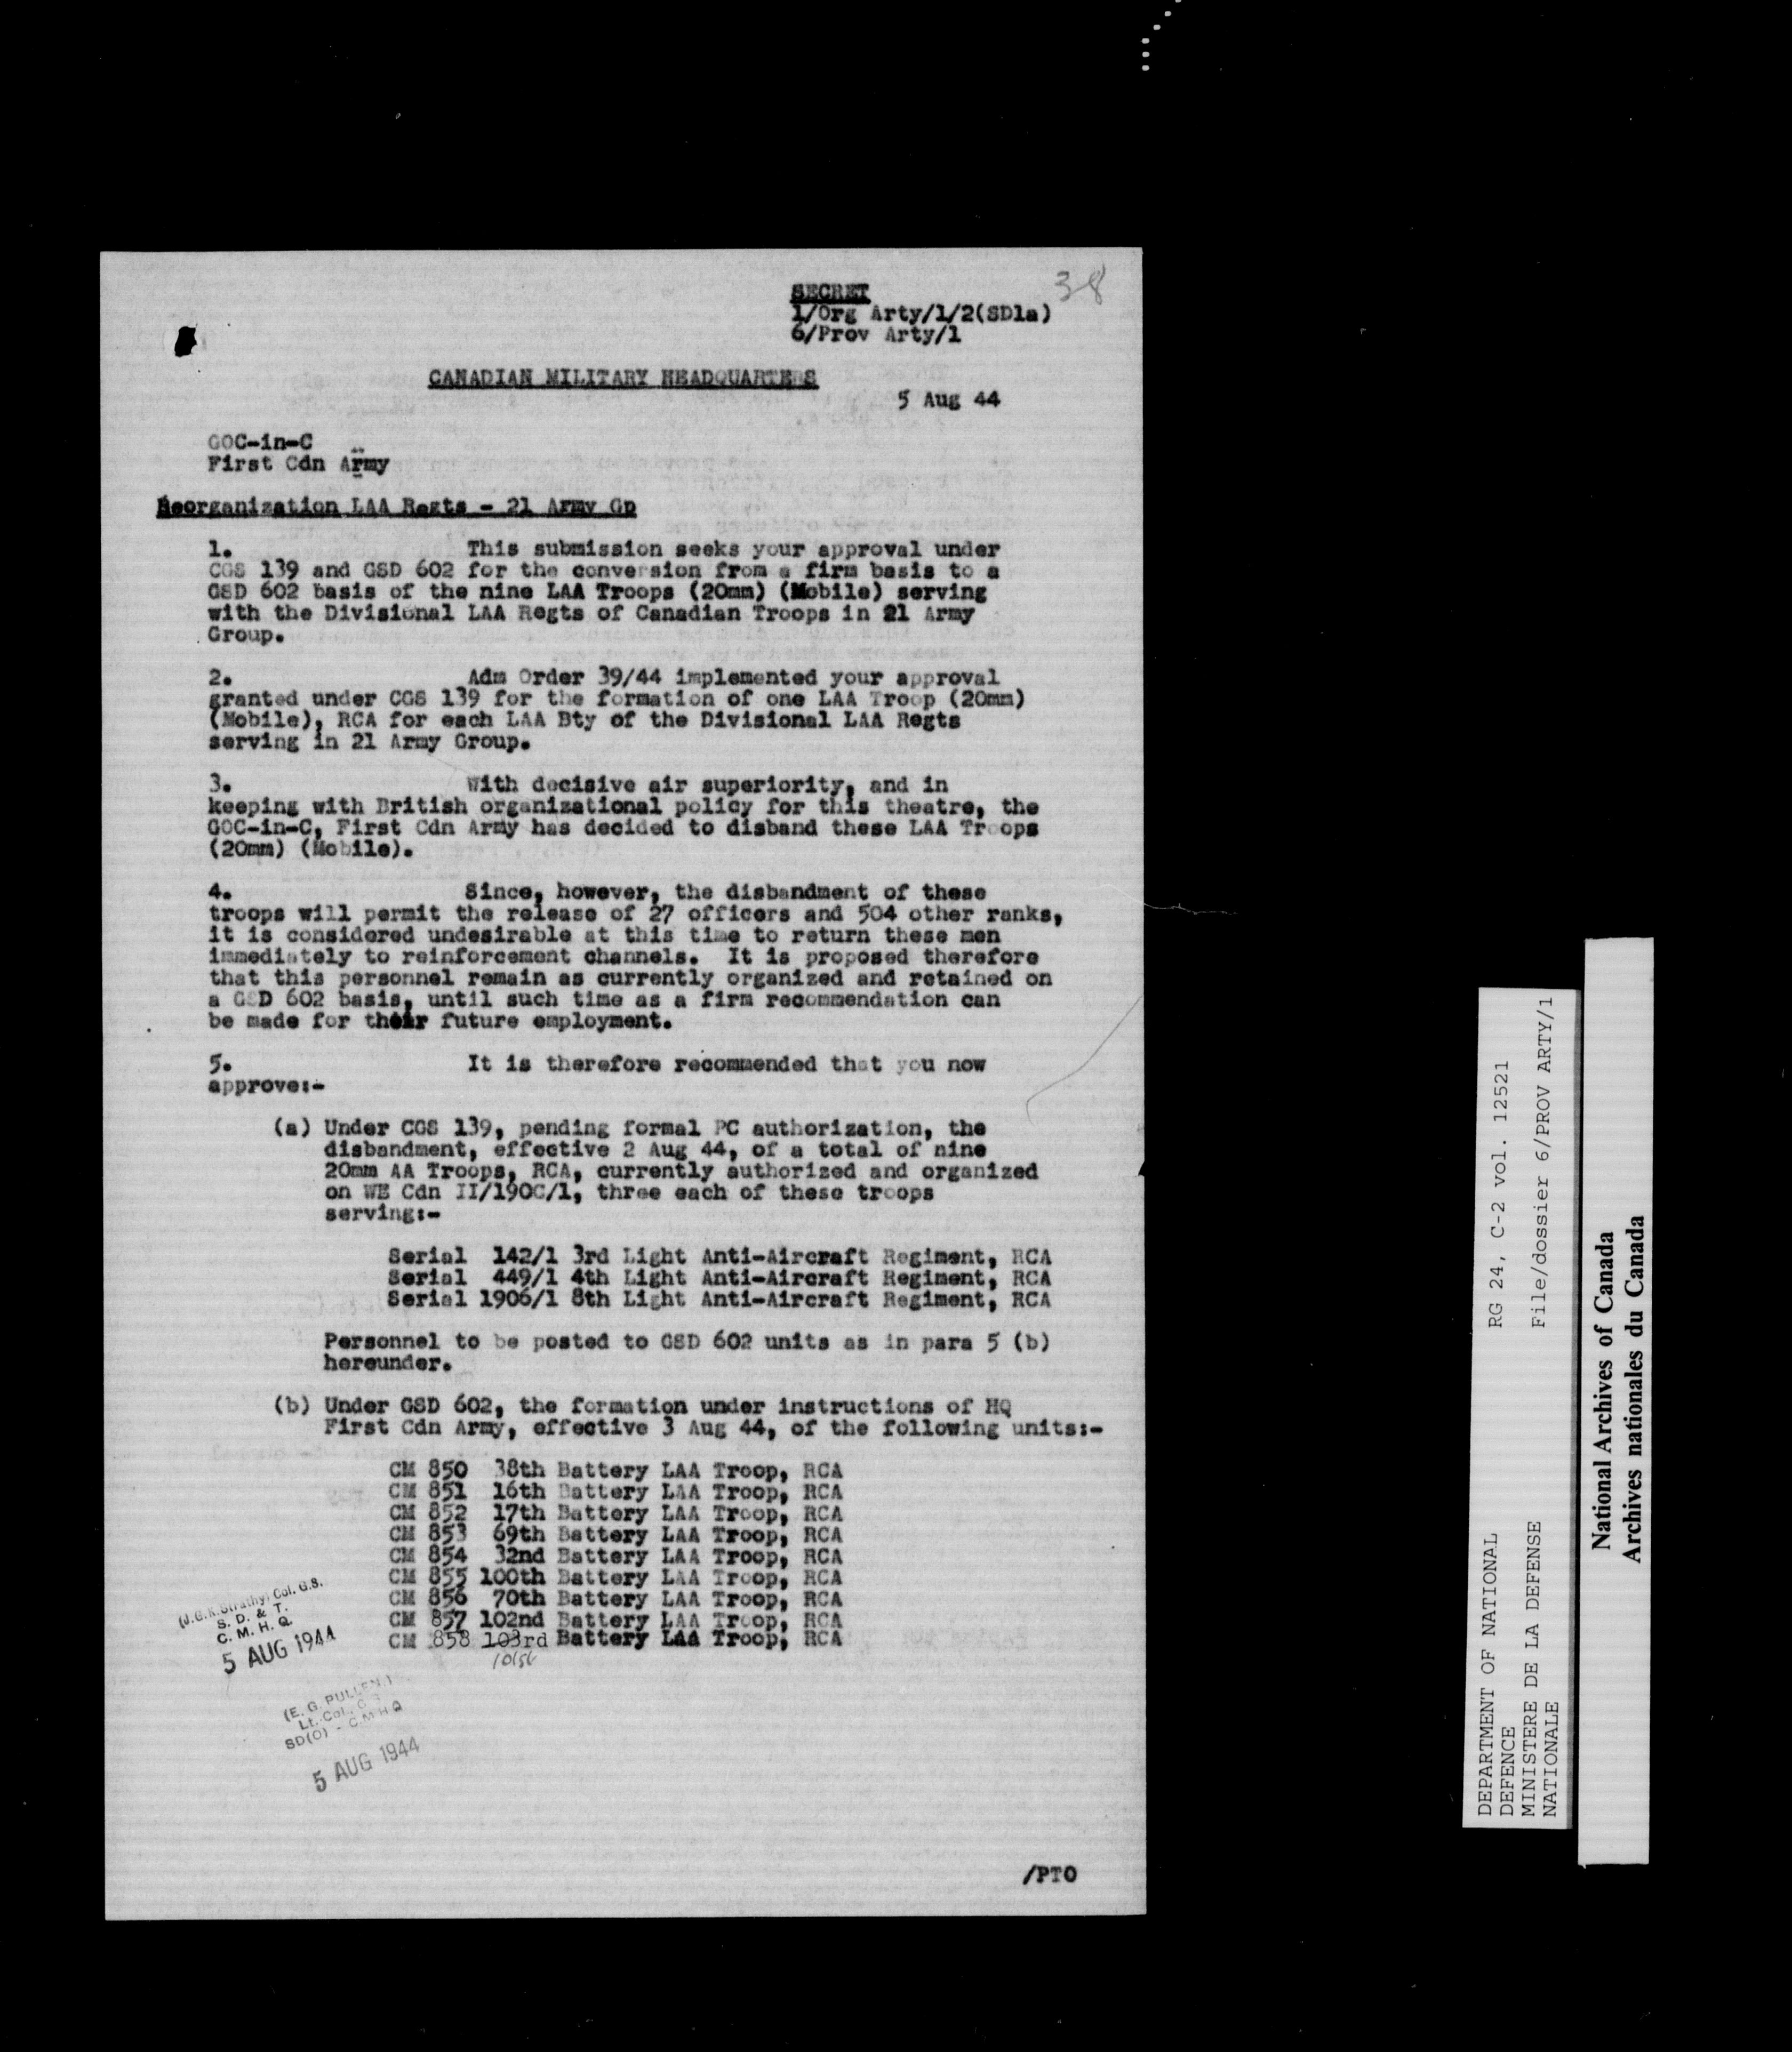 38
SECRET
1/Org Arty/1/2(SD1a)
6/Prov Arty/1
CANADIAN MILITARY HEADQUARTERS
5 Aug 44
GOC-in-C
First Cdn Army
Reorganization LAA Regts - 21 Army Gp
1. This submission seeks your approval under
CGS 139 and GSD 602 for the conversion from a firm basis to a
GSD 602 basis of the nine LAA Troops (20mm) (Mobile) serving
with the Divisional LAA Regts of Canadian Troops in 21 Army
Group.
2. Adm Order 39/44 implemented your approval
granted under CGS 139 for the formation of one LAA Troop (20mm)
(Mobile), RCA for each LAA Bty of the Divisional LAA Regts
serving in 21 Army Group.
3. With decisive air superiority, and in
keeping with British organizational policy for this theatre, the
GOC-in-C, First Cdn Army has decided to disband these LAA Troops
(20mm) (Mobile).
4. Since, however, the disbandment of these
troops will permit the release of 27 officers and 504 other ranks,
it is considered undesirable at this time to return these men
immediately to reinforcement channels. It is proposed therefore
that this personnel remain as currently organized and retained on
a GSD 602 basis, until such time as a firm recommendation can
be made for their future employment.
5. It is therefore recommended that you now
approve:-
(a) Under CGS 139, pending formal PC authorization, the
disbandment, effective 2 Aug 44, of a total of nine
20mm AA Troops, RCA, currently authorized and organized
on WE Cdn II/190C/1, three each of these troops
serving:-
Serial 142/1 3rd Light Anti-Aircraft Regiment, RCA
Serial 449/1 4th Light Anti-Aircraft Regiment, RCA
Serial 1906/1 8th Light Anti-Aircraft Regiment, RCA
Personnel to be posted to GSD 602 units as in para 5 (b)
hereunder.
(b) Under GSD 602, the formation under instructions of HQ
First Cdn Army, effective 3 Aug 44, of the following units:-
CM 850 38th Battery LAA Troop, RCA
CM 851 16th Battery LAA Troop, RCA
CM 852 17th Battery LAA Troop, RCA
CM 853 69th Battery LAA Troop, RCA
CM 854 32nd Battery LAA Troop, RCA
CM 855 100th Battery LAA Troop, RCA
CM 856 70th Battery LAA Troop, RCA
CM 857 102nd Battery LAA Troop, RCA
CM 858 103rd Battery LAA Troop, RCA
101st
(J.G.K. Strathy) Col. G.S.
S. D. & T.
C. M. H. Q.
5 AUG 1944
(E. G. PULLEN.)
Lt.-Col., G.S.
SD(O) - C.M.H.Q
5 AUG 1944
/PTO
DEPARTMENT OF NATIONAL
DEFENCE
MINISTERE DE LA DEFENSE
NATIONALE
RG 24, C-2 vol. 12521
File/dossier 6/PROV ARTY/1
National Archives of Canada
Archives nationales du Canada